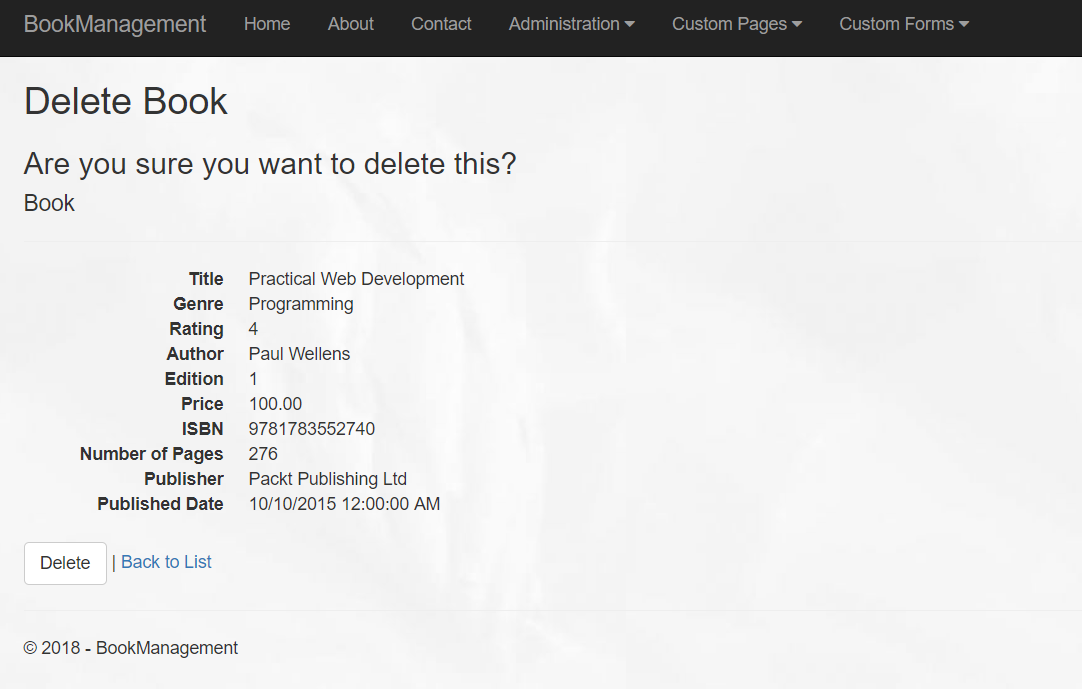 BookManagement Home About Contact Administration Custom Pages Custom Forms
Delete Book
Are you sure you want to delete this?
Book
Title Practical Web Development
Genre Programming
Rating 4
Author Paul Wellens
Edition 1
Price 100.00
ISBN 9781783552740
Number of Pages 276
Publisher Packt Publishing Ltd
Published Date 10/10/2015 12:00:00 AM
Delete | Back to List
© 2018 - BookManagement